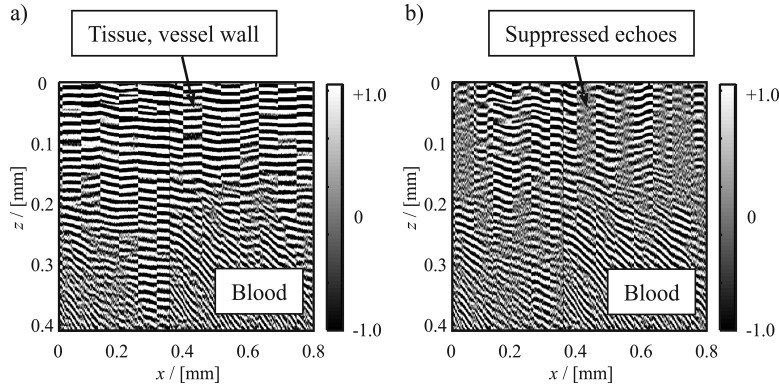 a)
Tissue, vessel wall
0
0.1
0.2
0.3
0.4
z / [mm]
Blood
0
0.2
0.4
0.6
0.8
x / [mm]
+1.0
0
-1.0
b)
Suppressed echoes
0
0.1
0.2
0.3
0.4
z / [mm]
Blood
0
0.2
0.4
0.6
0.8
x / [mm]
+1.0
0
-1.0